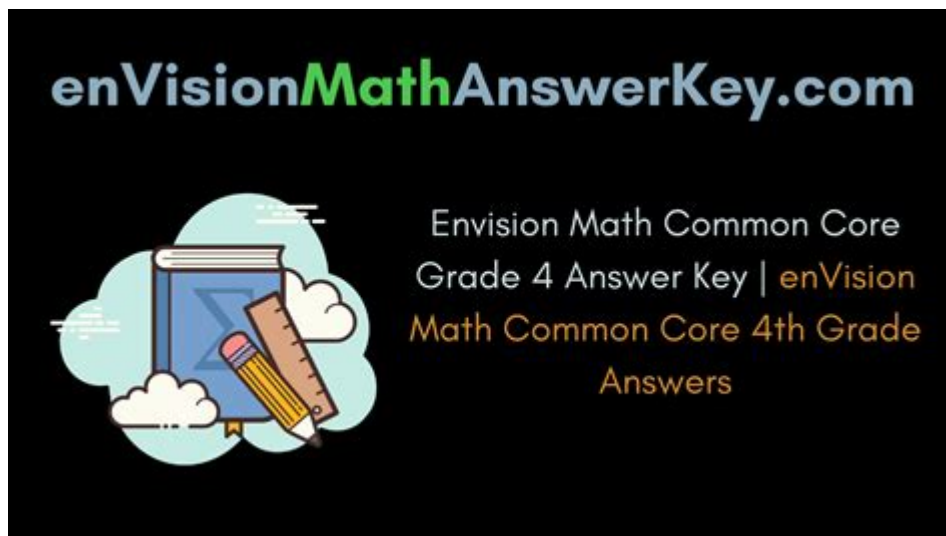 enVisionMathAnswerKey.com
Envision Math Common Core
Grade 4 Answer Key | enVision
Math Common Core 4th Grade
Answers